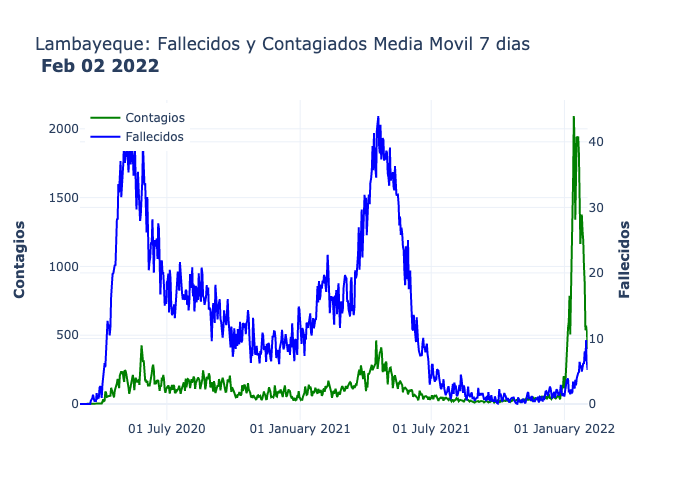 Lambayeque: Fallecidos y Contagiados Media Movil 7 dias
Feb 02 2022
Contagios
Fallecidos
2000
1500
1000
500
0
40
30
20
10
0
Contagios
Fallecidos
01 July 2020
01 January 2021
01 July 2021
01 January 2022